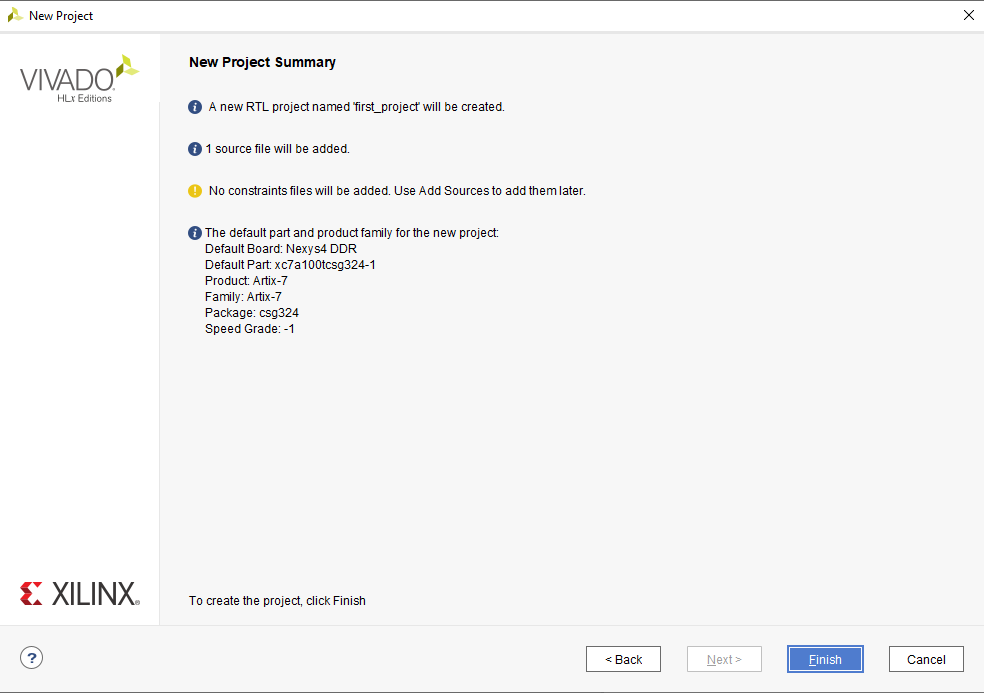 New Project
VIVADO
HLx Editions
New Project Summary
A new RTL project named 'first_project' will be created.
1 source file will be added.
No constraints files will be added. Use Add Sources to add them later.
The default part and product family for the new project:
Default Board: Nexys4 DDR
Default Part: xc7a100tcsg324-1
Product: Artix-7
Family: Artix-7
Package: csg324
Speed Grade: -1
XILINX®
To create the project, click Finish
?
< Back
Next >
Finish
Cancel